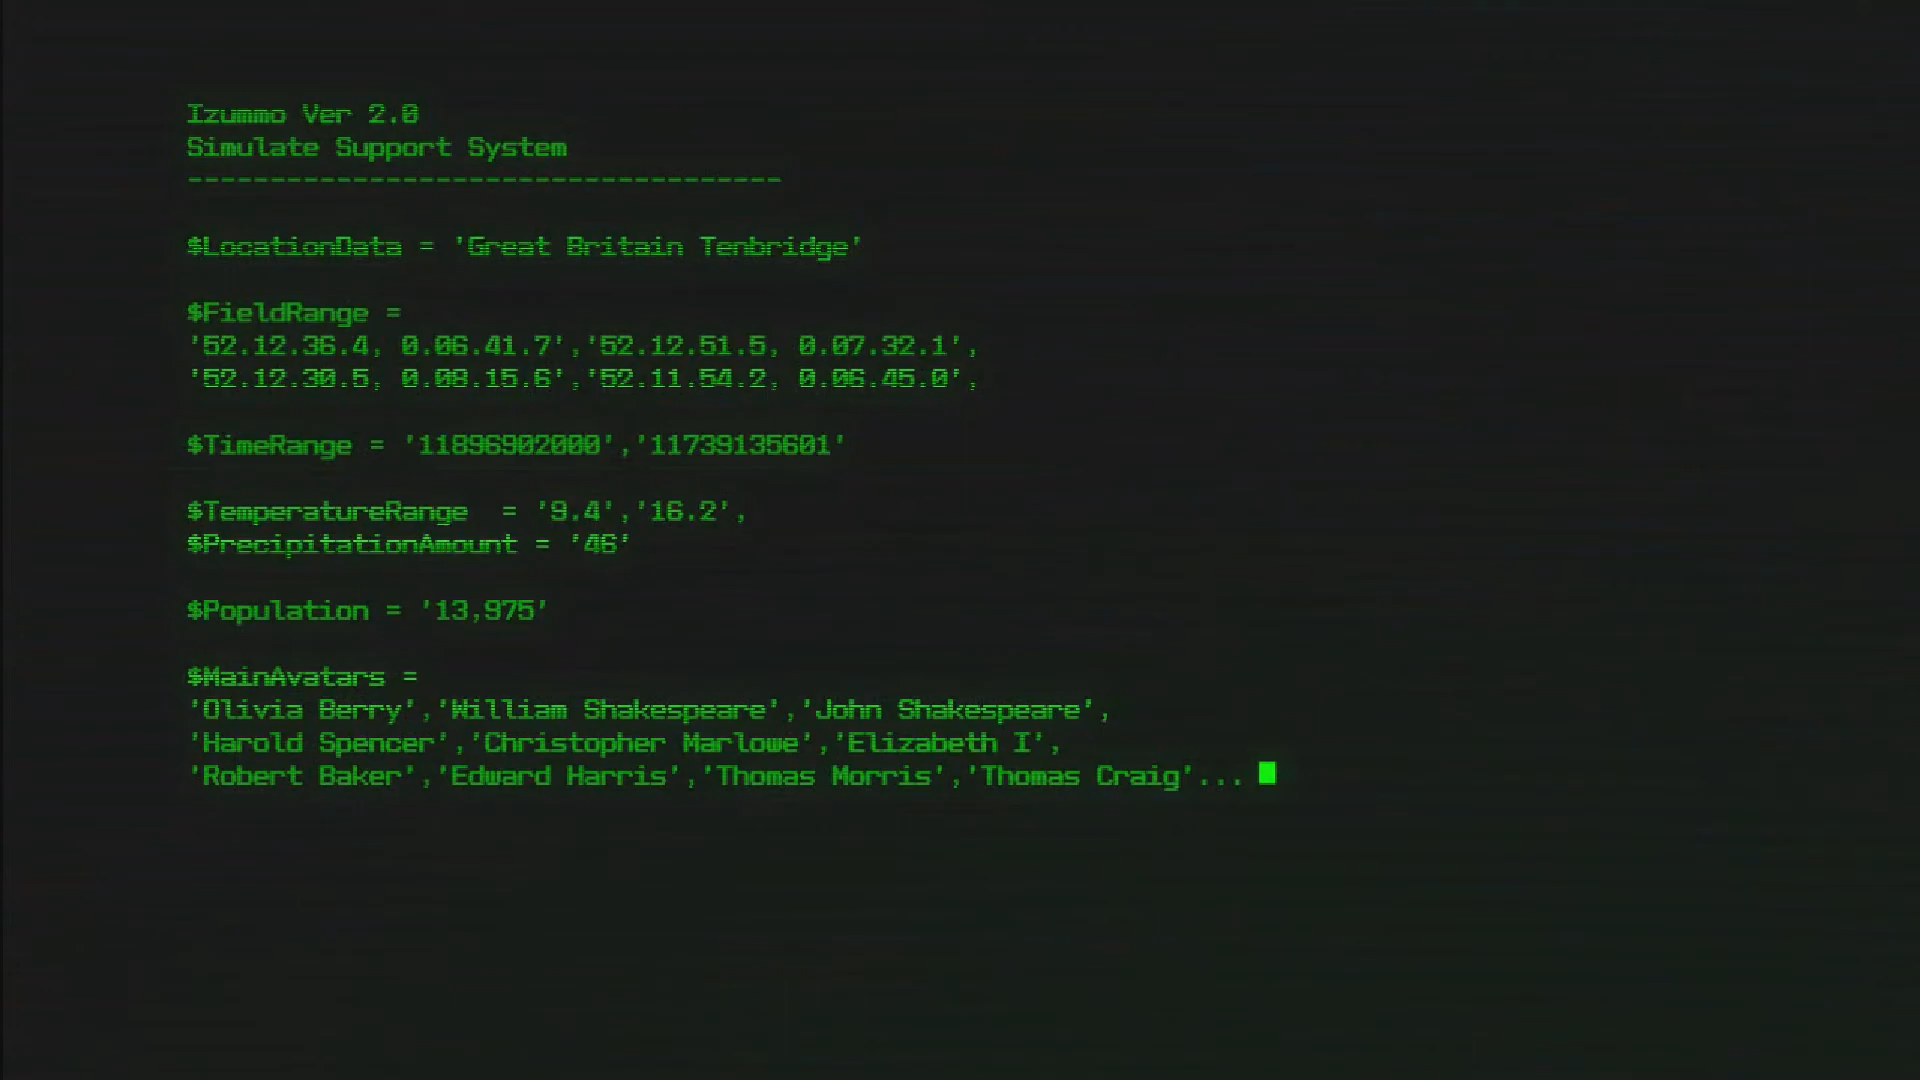 Izummo Ver 2.0
Simulate Support System
------------------------------------
$LocationData = 'Great Britain Tenbridge'
$FieldRange =
'52.12.36.4, 0.06.41.7','52.12.51.5, 0.07.32.1',
'52.12.30.5, 0.08.15.6','52.11.54.2, 0.06.45.0',
$TimeRange = '11896902000','11739135601'
$TemperatureRange  = '9.4','16.2',
$PrecipitationAmount = '46'
$Population = '13,975'
$MainAvatars =
'Olivia Berry','William Shakespeare','John Shakespeare',
'Harold Spencer','Christopher Marlowe','Elizabeth I',
'Robert Baker','Edward Harris','Thomas Morris','Thomas Craig'...